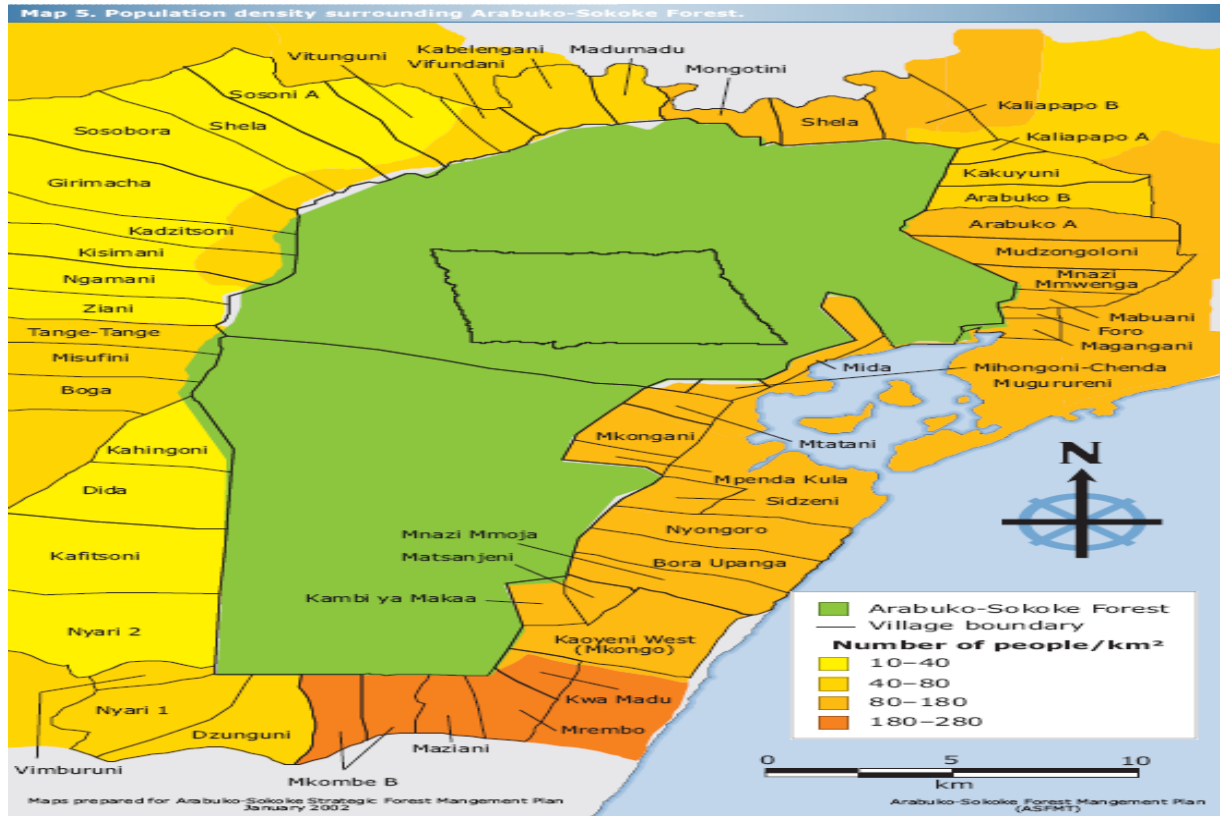 Map 5. Population density surrounding Arabuko-Sokoke Forest.
Kabelengani
Madumadu
Vitunguni
Vifundani
Mongotini
Sosoni A
Kaliapapo B
Shela
Shela
Sosobora
Kaliapapo A
Kakuyuni
Girimacha
Arabuko B
Arabuko A
Kadzitsoni
Kisimani
Mudzongoloni
Ngamani
Mnazi
Mmwenga
Ziani
Mabuani
Tange-Tange
Foro
Magangani
Misufini
Mida
Mihongoni-Chenda
Mugurureni
Boga
Mkongani
Mtatani
Kahingoni
N
Mpenda Kula
Dida
Sidzeni
Mnazi Mmoja
Nyongoro
Kafitsoni
Matsanjeni
Bora Upanga
Kambi ya Makaa
Nyari 2
Kaoyeni West
(Mkongo)
Arabuko-Sokoke Forest
Village boundary
Number of people/km²
10–40
40–80
80–180
180–280
Kwa Madu
Nyari 1
Dzunguni
Mrembo
Maziani
Vimburuni
Mkombe B
0 5 10
km
Maps prepared for Arabuko-Sokoke Strategic Forest Mangement Plan
January 2002
Arabuko-Sokoke Forest Mangement Plan
(ASFMT)